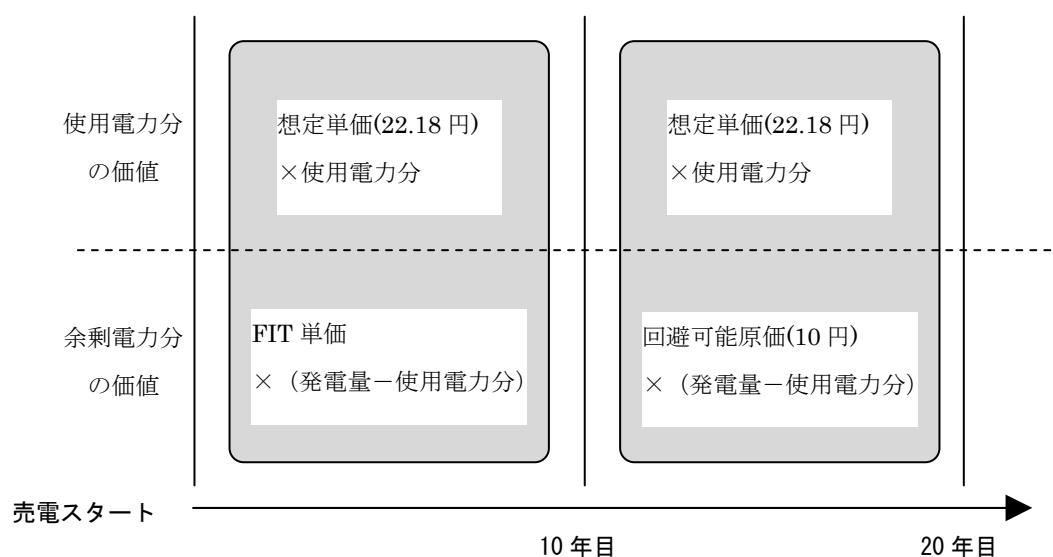 使用電力分
の価値
想定単価(22.18 円)
×使用電力分
想定単価(22.18 円)
×使用電力分
余剰電力分
の価値
FIT 単価
×（発電量－使用電力分）
回避可能原価(10 円)
×（発電量－使用電力分）
売電スタート
10 年目
20 年目